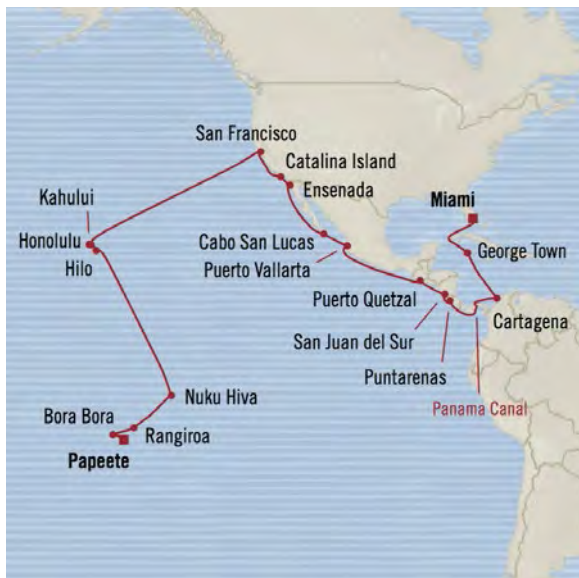 San Francisco
Catalina Island
Ensenada
Kahului
Miami
Honolulu
Hilo
Cabo San Lucas
George Town
Puerto Vallarta
Puerto Quetzal
Cartagena
San Juan del Sur
Puntarenas
Nuku Hiva
Panama Canal
Bora Bora
Rangiroa
Papeete